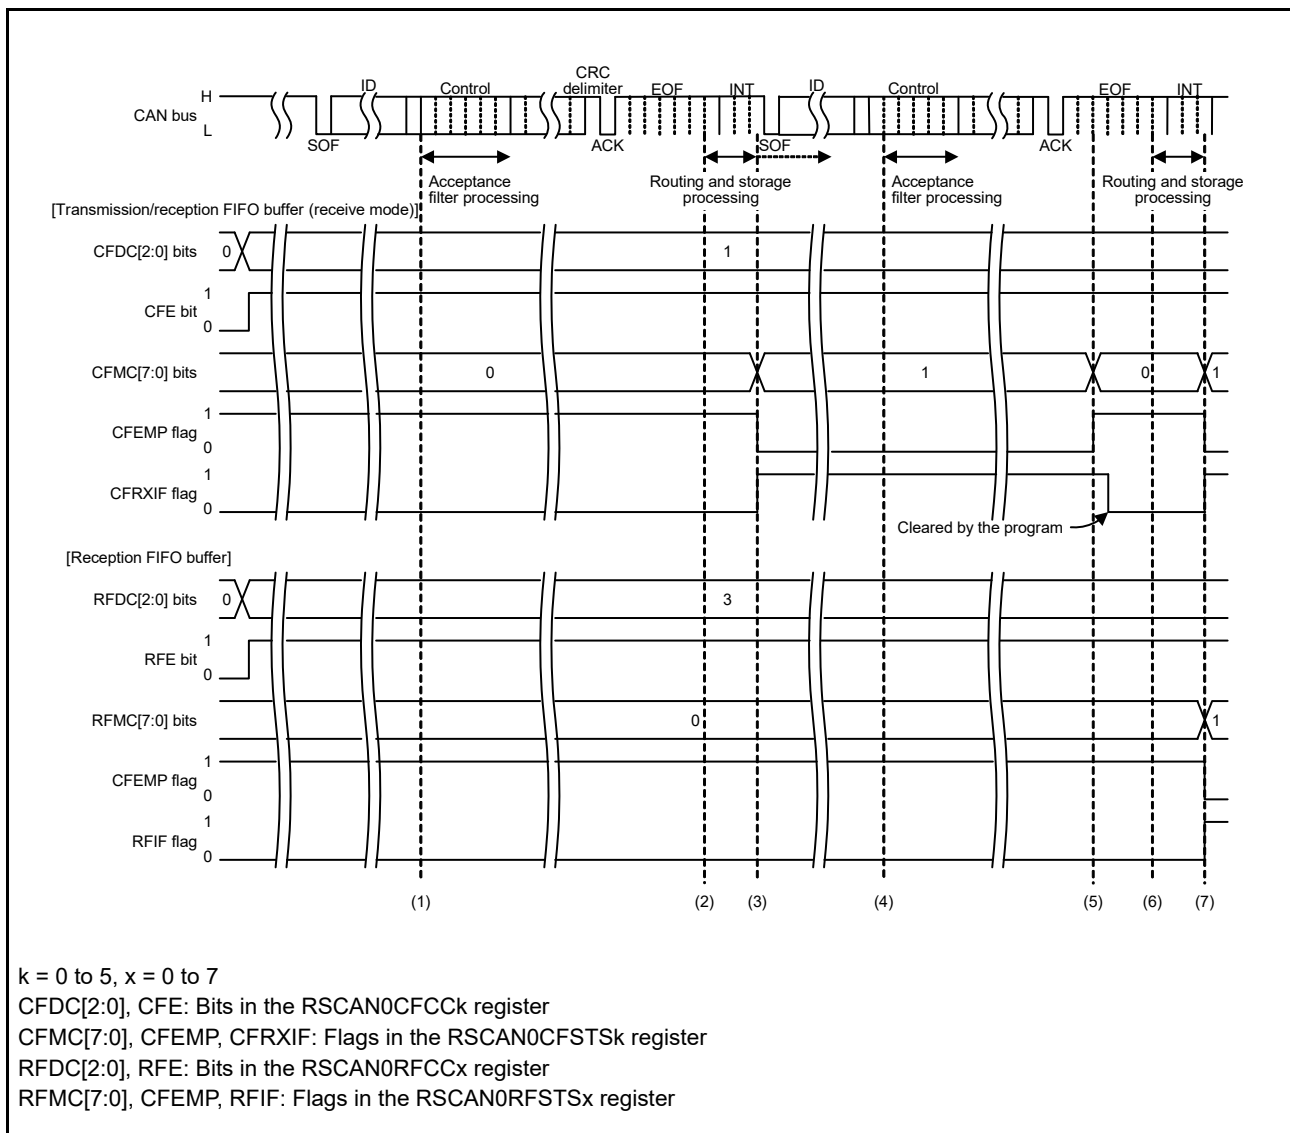 CRC
ID Control delimiter EOF INT ID Control EOF INT
H
CAN bus
L
SOF ACK SOF ACK
Acceptance Routing and storage Acceptance Routing and storage
filter processing processing filter processing processing
[Transmission/reception FIFO buffer (receive mode)]
CFDC[2:0] bits 0 1
1
CFE bit
0
CFMC[7:0] bits 0 1 0 1
1
CFEMP flag
0
1
CFRXIF flag
0
Cleared by the program
[Reception FIFO buffer]
RFDC[2:0] bits 0 3
1
RFE bit
0
RFMC[7:0] bits 0 1
1
CFEMP flag
0
1
RFIF flag
0
(1) (2) (3) (4) (5) (6) (7)
k = 0 to 5, x = 0 to 7
CFDC[2:0], CFE: Bits in the RSCAN0CFCCk register
CFMC[7:0], CFEMP, CFRXIF: Flags in the RSCAN0CFSTSk register
RFDC[2:0], RFE: Bits in the RSCAN0RFCCx register
RFMC[7:0], CFEMP, RFIF: Flags in the RSCAN0RFSTSx register